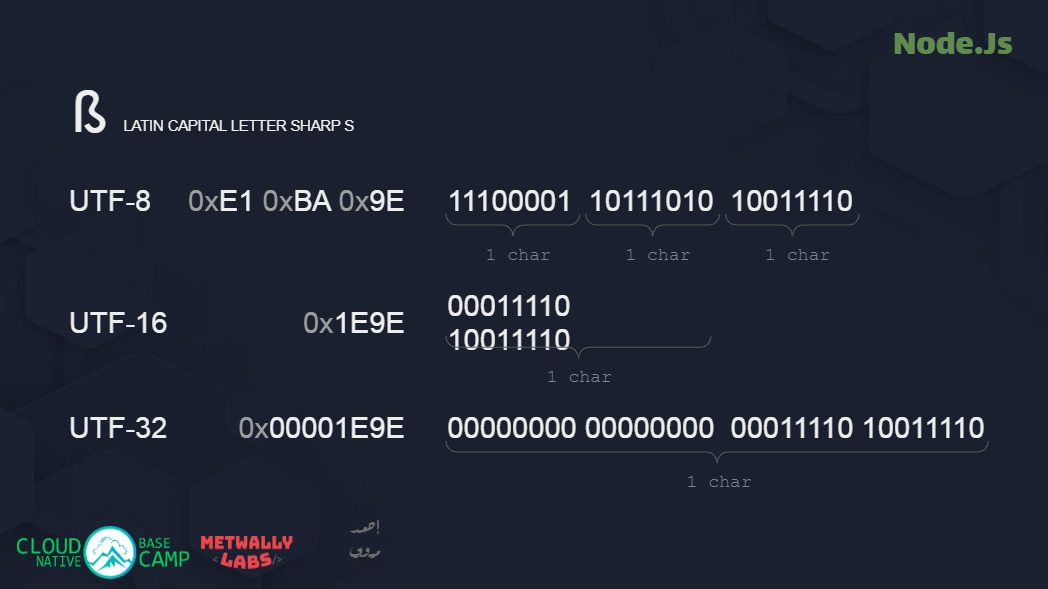 Node.Js
ß LATIN CAPITAL LETTER SHARP S
UTF-8 0xE1 0xBA 0x9E 11100001 10111010 10011110
1 char 1 char 1 char
UTF-16 0x1E9E 00011110
10011110
1 char
UTF-32 0x00001E9E 00000000 00000000 00011110 10011110
1 char
CLOUD NATIVE BASE CAMP
METWALLY
<LABS/>
احمد